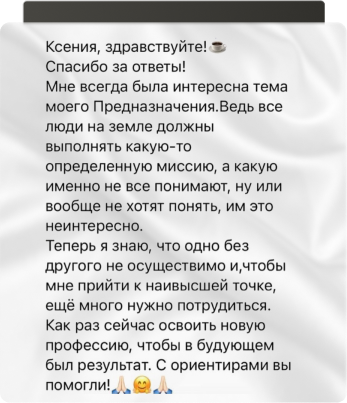 Ксения, здравствуйте!☕
Спасибо за ответы!
Мне всегда была интересна тема
моего Предназначения.Ведь все
люди на земле должны
выполнять какую-то
определенную миссию, а какую
именно не все понимают, ну или
вообще не хотят понять, им это
неинтересно.
Теперь я знаю, что одно без
другого не осуществимо и,чтобы
мне прийти к наивысшей точке,
ещё много нужно потрудиться.
Как раз сейчас освоить новую
профессию, чтобы в будующем
был результат. С ориентирами вы
помогли!🙏🏻🤗🙏🏻